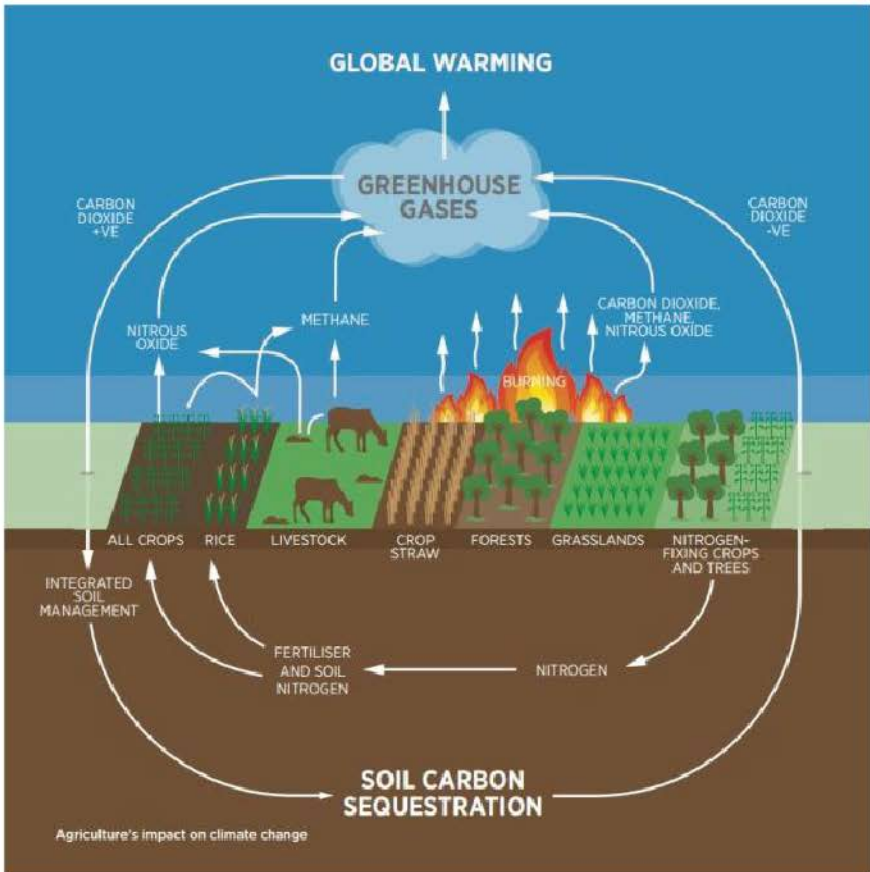 GLOBAL WARMING
GREENHOUSE
GASES
CARBON
DIOXIDE
+VE
CARBON
DIOXIDE
-VE
NITROUS
OXIDE
METHANE
CARBON DIOXIDE,
METHANE,
NITROUS OXIDE
BURNING
ALL CROPS
RICE
LIVESTOCK
CROP
STRAW
FORESTS
GRASSLANDS
NITROGEN-
FIXING CROPS
AND TREES
INTEGRATED
SOIL
MANAGEMENT
FERTILISER
AND SOIL
NITROGEN
NITROGEN
SOIL CARBON
SEQUESTRATION
Agriculture's impact on climate change